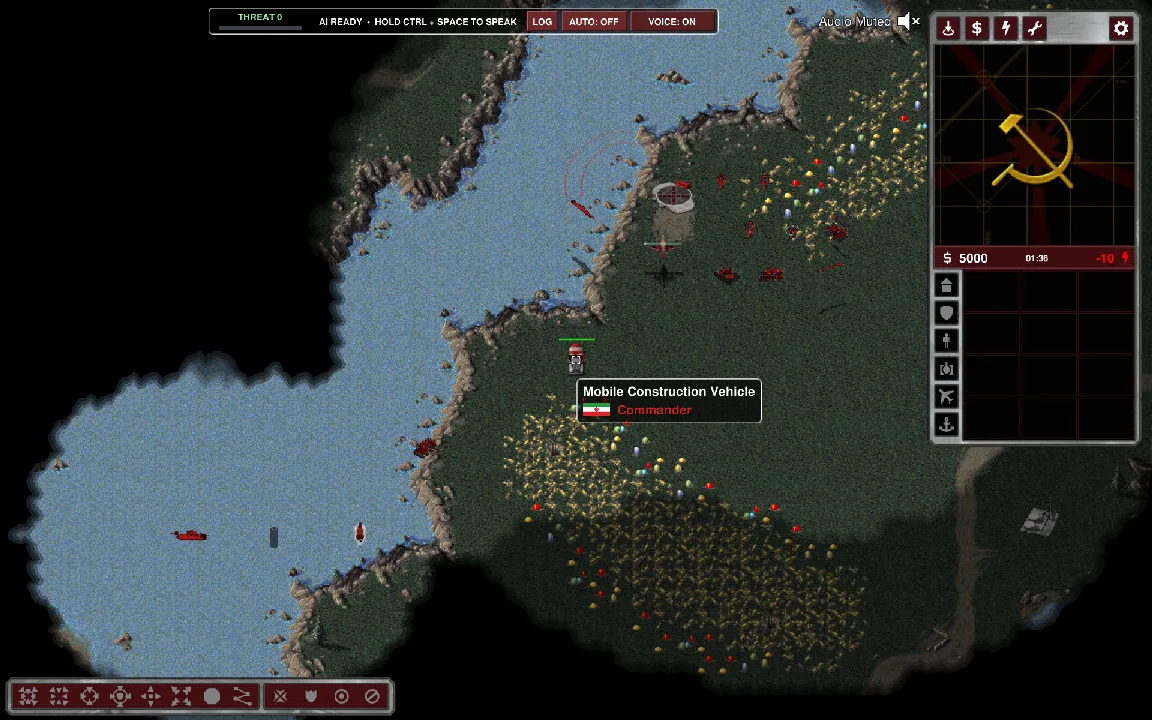 THREAT 0
AI READY • HOLD CTRL + SPACE TO SPEAK
LOG
AUTO: OFF
VOICE: ON
Audio Muted
$ 5000
01:36
-10
Mobile Construction Vehicle
Commander